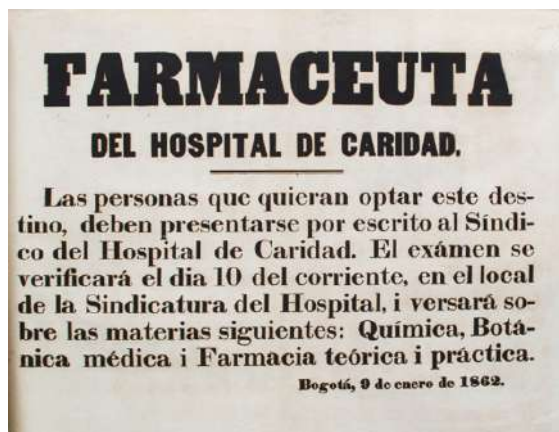 FARMACEUTA
DEL HOSPITAL DE CARIDAD.
Las personas que quieran optar este des-
tino, deben presentarse por escrito al Síndi-
co del Hospital de Caridad. El exámen se
verificará el dia 10 del corriente, en el local
de la Sindicatura del Hospital, i versará so-
bre las materias siguientes: Química, Botá-
nica médica i Farmacia teórica i práctica.
Bogotá, 9 de enero de 1862.